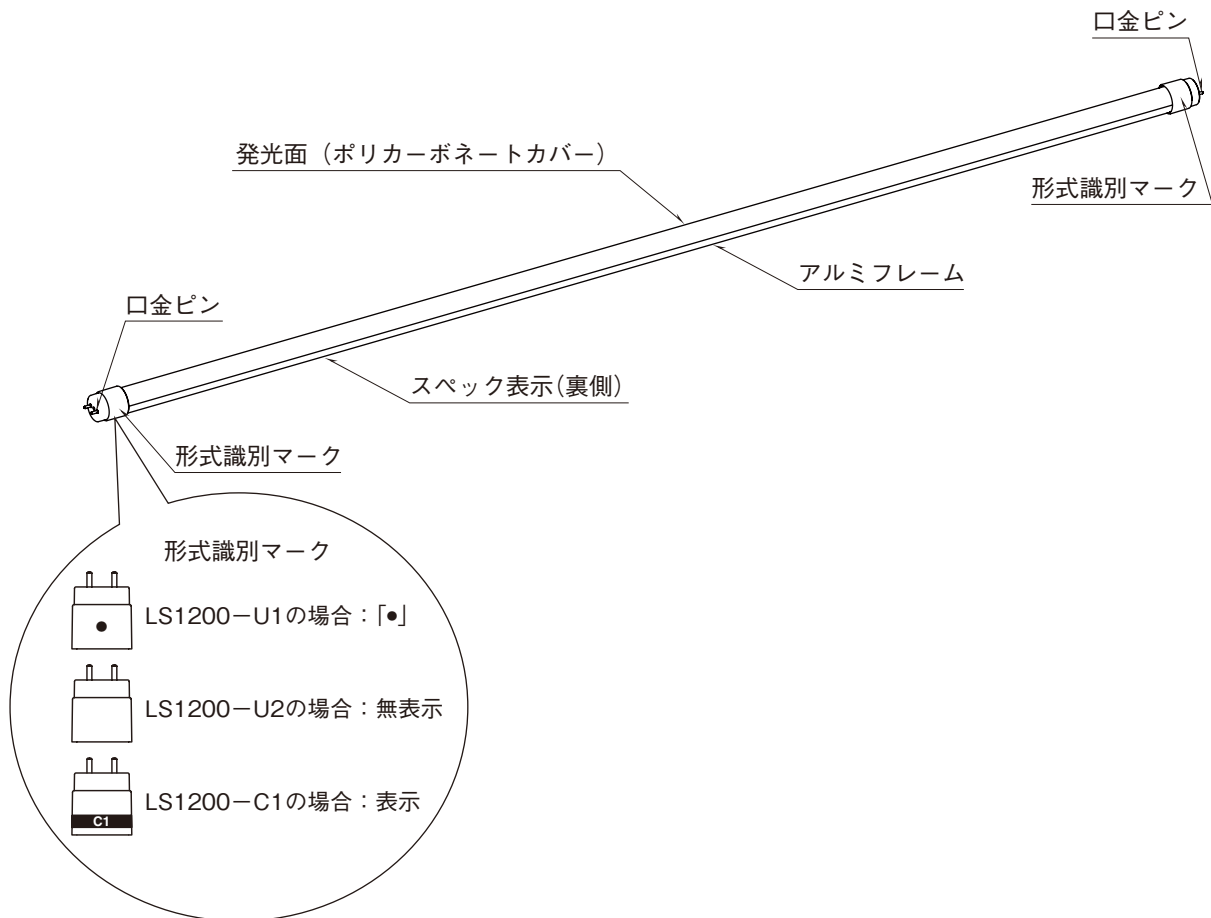 口金ピン
発光面（ポリカーボネートカバー）
形式識別マーク
アルミフレーム
口金ピン
スペック表示(裏側)
形式識別マーク
形式識別マーク
LS1200－U1の場合：「●」
LS1200－U2の場合：無表示
LS1200－C1の場合：表示
C1